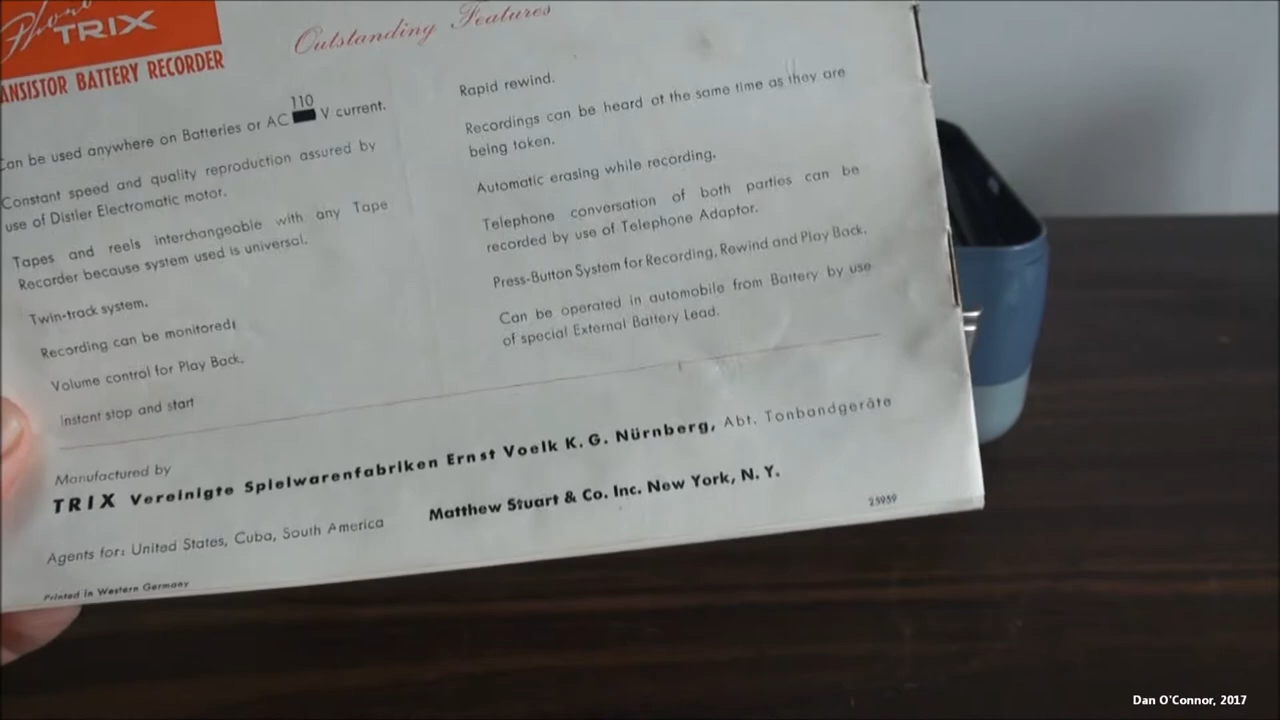 Phono
TRIX
ANSISTOR BATTERY RECORDER
Outstanding Features
Can be used anywhere on Batteries or AC 110 V current.
Constant speed and quality reproduction assured by
use of Distler Electromatic motor.
Tapes and reels interchangeable with any Tape
Recorder because system used is universal.
Twin-track system.
Recording can be monitored;
Volume control for Play Back.
Instant stop and start
Rapid rewind.
Recordings can be heard at the same time as they are
being taken.
Automatic erasing while recording.
Telephone conversation of both parties can be
recorded by use of Telephone Adaptor.
Press-Button System for Recording, Rewind and Play Back.
Can be operated in automobile from Battery by use
of special External Battery Lead.
Manufactured by
TRIX Vereinigte Spielwarenfabriken Ernst Voelk K. G. Nürnberg, Abt. Tonbandgeräte
Agents for: United States, Cuba, South America Matthew Stuart & Co. Inc. New York, N. Y.
25959
Printed in Western Germany
Dan O'Connor, 2017